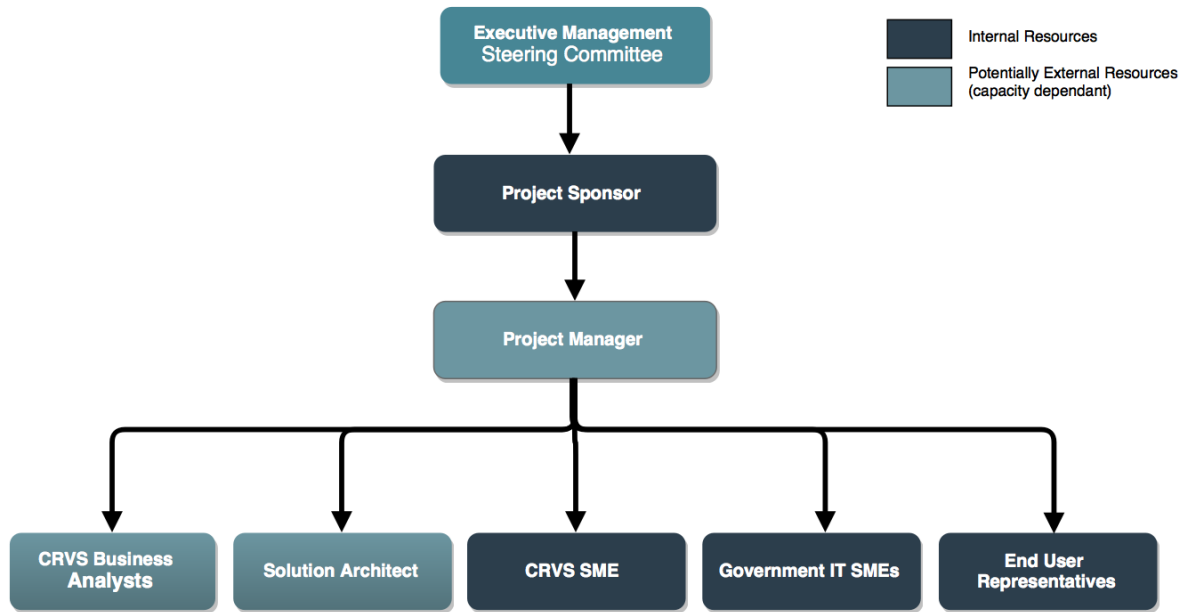 Executive Management
Steering Committee
Internal Resources
Potentially External Resources
(capacity dependant)
Project Sponsor
Project Manager
CRVS Business
Analysts
Solution Architect
CRVS SME
Government IT SMEs
End User
Representatives